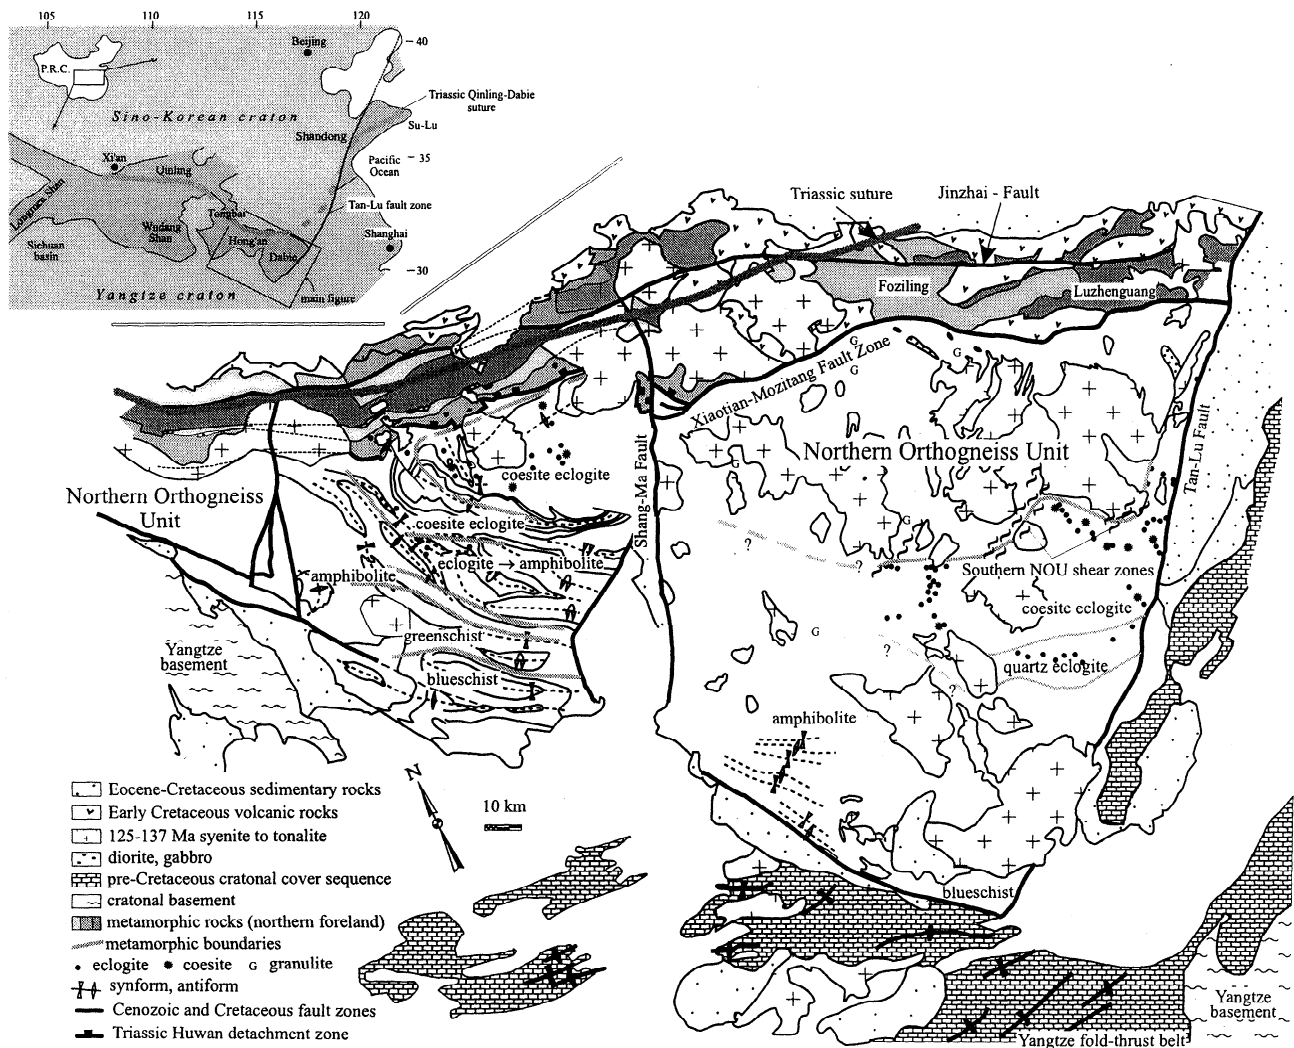 105
110
115
120
Beijing
40
P.R.C.
Triassic Qinling-Dabie
suture
Sino-Korean craton
Su-Lu
Shandong
Xi'an
35
Qinling
Pacific
Ocean
Longmen Shan
Tan-Lu fault zone
Tongbai
Wudang
Shan
Shanghai
Sichuan
basin
Hong'an
Dabie
30
Yangtze craton
main figure
Triassic suture
Jinzhai - Fault
Foziling
Luzhenguang
Xiaotian-Mozitang Fault Zone
G
G
G
Northern Orthogneiss Unit
G
Tan-Lu Fault
Shang-Ma Fault
coesite eclogite
Northern Orthogneiss
Unit
coesite eclogite
G
eclogite → amphibolite
?
?
amphibolite
Southern NOU shear zones
coesite eclogite
greenschist
G
Yangtze
basement
?
quartz eclogite
blueschist
?
amphibolite
N
10 km
Eocene-Cretaceous sedimentary rocks
Early Cretaceous volcanic rocks
125-137 Ma syenite to tonalite
diorite, gabbro
pre-Cretaceous cratonal cover sequence
cratonal basement
metamorphic rocks (northern foreland)
metamorphic boundaries
eclogite coesite G granulite
synform, antiform
Cenozoic and Cretaceous fault zones
Triassic Huwan detachment zone
blueschist
Yangtze
basement
Yangtze fold-thrust belt